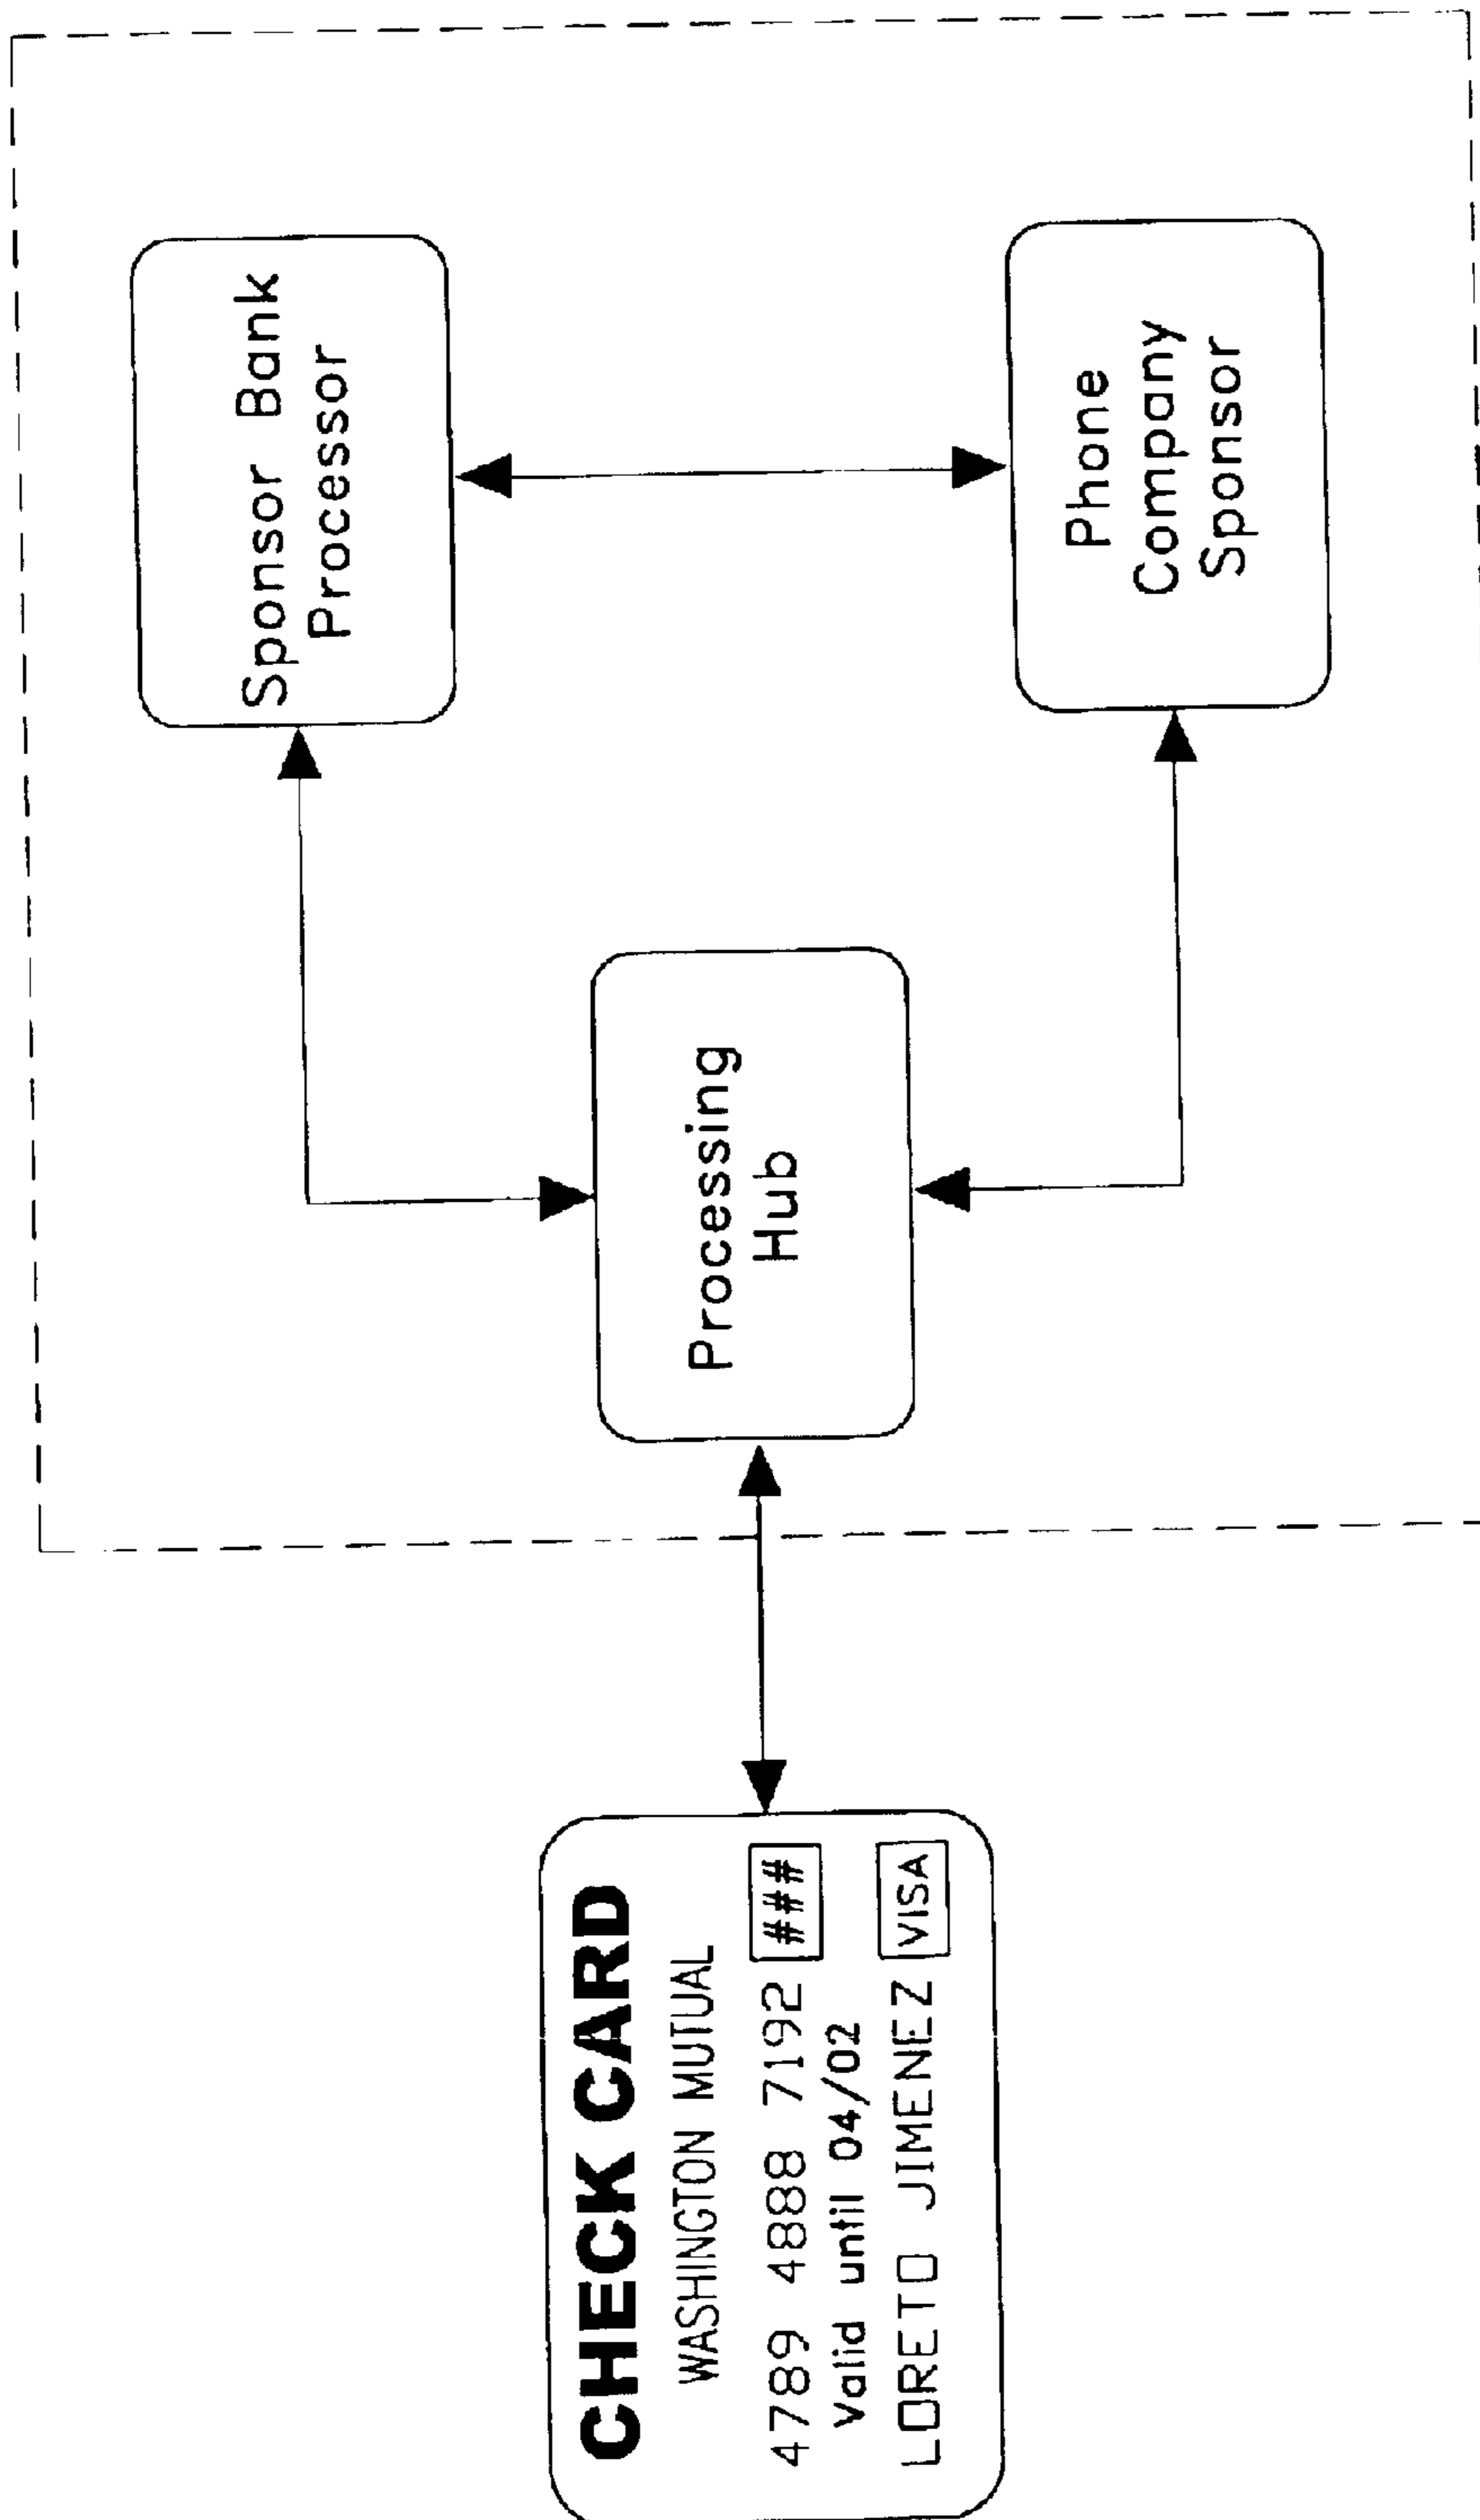 Sponsor Bank
Processor
Phone
Company
Sponsor
Processing
Hub
CHECK CARD
WASHINGTON MUTUAL
4789 4888 7192 ###
Valid until 04/02
LORETO JIMENEZ VISA